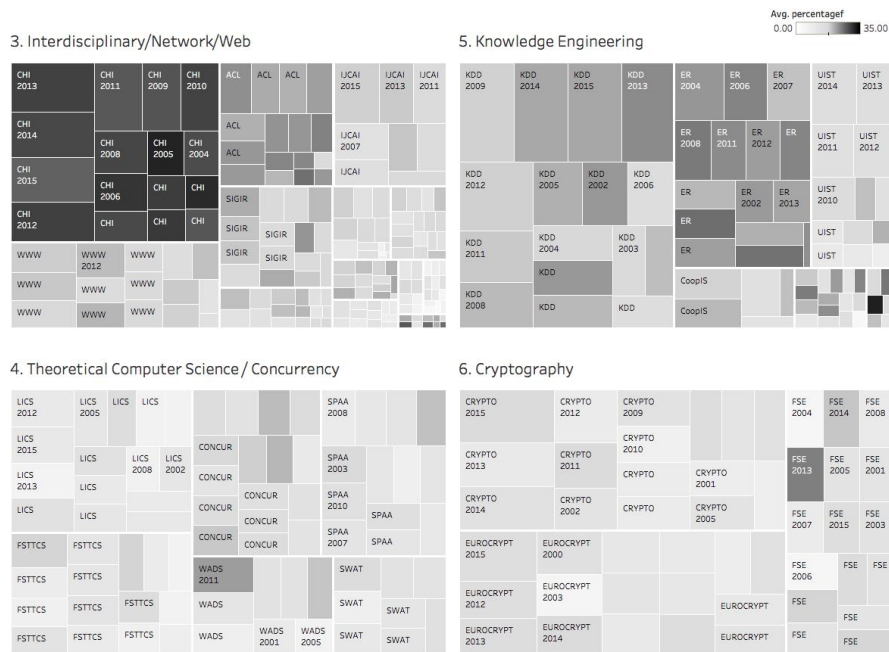 Avg. percentagef
0.00 35.00
3. Interdisciplinary/Network/Web
CHI
2013
CHI
2011
CHI
2009
CHI
2010
CHI
2014
CHI
2008
CHI
2005
CHI
2004
CHI
2015
CHI
2006
CHI
CHI
CHI
2012
CHI
CHI
CHI
ACL
ACL
ACL
ACL
ACL
IJCAI
2015
IJCAI
2013
IJCAI
2011
IJCAI
2007
IJCAI
SIGIR
SIGIR
SIGIR
SIGIR
SIGIR
WWW
WWW
2012
WWW
WWW
WWW
WWW
WWW
WWW
WWW
5. Knowledge Engineering
KDD
2009
KDD
2014
KDD
2015
KDD
2013
KDD
2012
KDD
2005
KDD
2002
KDD
2006
KDD
2011
KDD
2004
KDD
2003
KDD
KDD
2008
KDD
KDD
ER
2004
ER
2006
ER
2007
ER
2008
ER
2011
ER
2012
ER
ER
ER
2002
ER
2013
ER
ER
UIST
2014
UIST
2013
UIST
2011
UIST
2012
UIST
2010
UIST
UIST
CoopIS
CoopIS
4. Theoretical Computer Science / Concurrency
LICS
2012
LICS
2005
LICS
LICS
LICS
2015
LICS
LICS
2008
LICS
2002
LICS
2013
LICS
LICS
LICS
CONCUR
CONCUR
CONCUR
CONCUR
CONCUR
CONCUR
CONCUR
SPAA
2008
SPAA
2003
SPAA
2010
SPAA
SPAA
2007
SPAA
FSTTCS
FSTTCS
FSTTCS
FSTTCS
FSTTCS
FSTTCS
FSTTCS
FSTTCS
FSTTCS
FSTTCS
WADS
2011
WADS
WADS
WADS
2001
WADS
2005
SWAT
SWAT
SWAT
SWAT
SWAT
6. Cryptography
CRYPTO
2015
CRYPTO
2012
CRYPTO
2009
CRYPTO
2010
CRYPTO
2013
CRYPTO
2011
CRYPTO
2001
CRYPTO
2014
CRYPTO
2002
CRYPTO
CRYPTO
2005
EUROCRYPT
2015
EUROCRYPT
2000
EUROCRYPT
2012
EUROCRYPT
2003
EUROCRYPT
EUROCRYPT
2013
EUROCRYPT
2014
EUROCRYPT
FSE
2004
FSE
2014
FSE
2008
FSE
2013
FSE
2005
FSE
2001
FSE
2007
FSE
2015
FSE
2003
FSE
2006
FSE
FSE
FSE
FSE
FSE
FSE